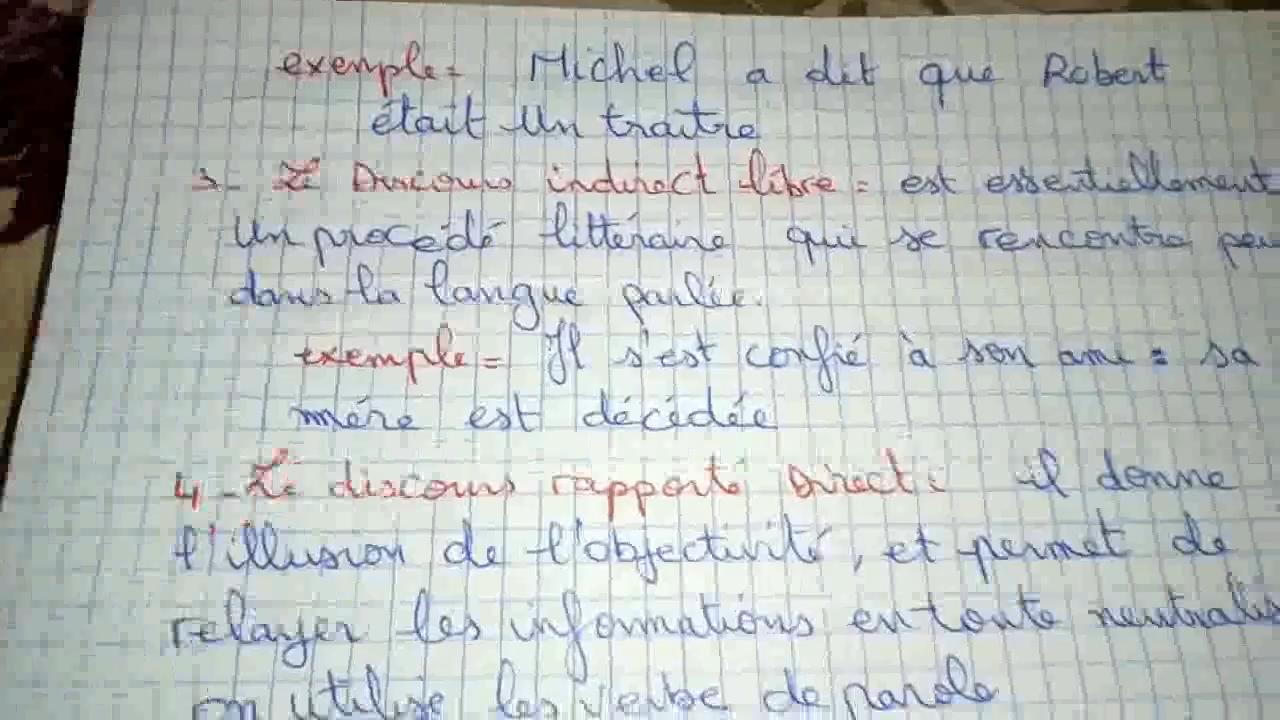 exemple= Michel a dit que Robert
était un traitre
3- Le Discours indirect libre = est essentiellement
un procédé littéraire qui se rencontre peu
dans la langue parlée.
exemple= Il s'est confié à son ami = sa
mére est décédée
4-Le discours rapporté Direct : il donne
l'illusion de l'objectivité, et permet de
relayer les informations en toute
on utilise les verbe de parole